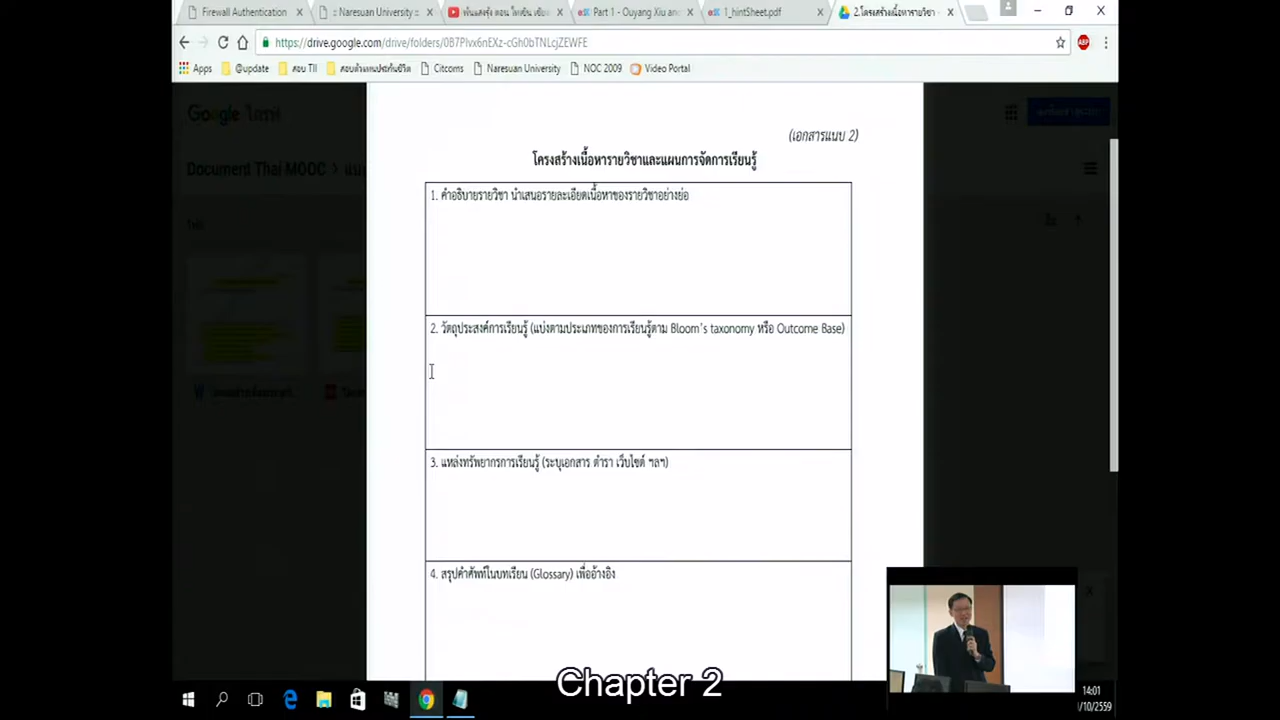 Firewall Authentication
:: Naresuan University ::
Part 1 - Ouyang Xiu an
1_hintSheet.pdf
2.โครงสร้างเนื้อหารายวิชา
https://drive.google.com/drive/folders/0B7Plvx6nEXz-cGh0bTNLcjZEWFE
ABP
Apps
@update
สอบ TII
Citcoms
Naresuan University
NOC 2009
Video Portal
Google ไดรฟ์
Document Thai MOOC >
(เอกสารแนบ 2)
โครงสร้างเนื้อหารายวิชาและแผนการจัดการเรียนรู้
1. คำอธิบายรายวิชา นำเสนอรายละเอียดเนื้อหาของรายวิชาอย่างย่อ
2. วัตถุประสงค์การเรียนรู้ (แบ่งตามประเภทของการเรียนรู้ตาม Bloom's taxonomy หรือ Outcome Base)
3. แหล่งทรัพยากรการเรียนรู้ (ระบุเอกสาร ตำรา เว็บไซต์ ฯลฯ)
4. สรุปคำศัพท์ในบทเรียน (Glossary) เพื่ออ้างอิง
Chapter 2
14:01
/10/2559